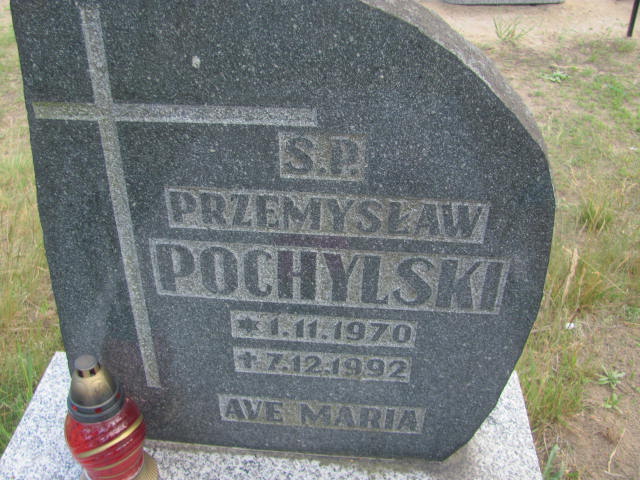 S.P.
PRZEMYSŁAW
POCHYLSKI
*1.11.1970
+7.12.1992
AVE MARIA